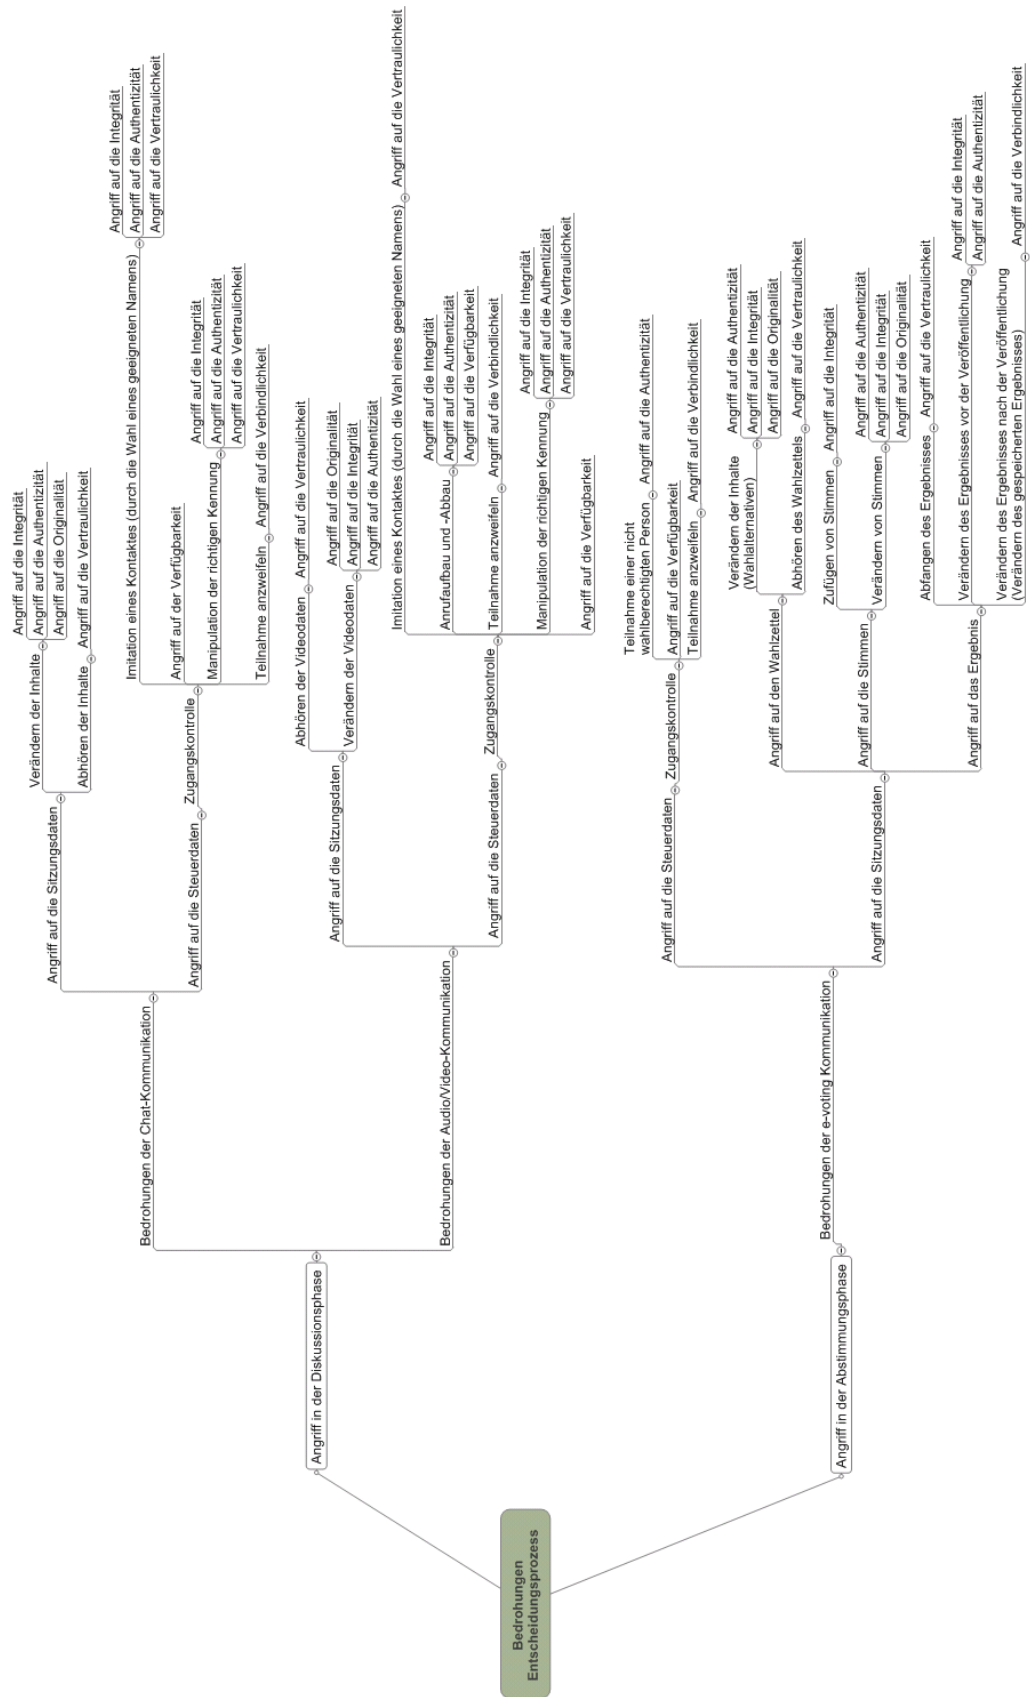 Bedrohungen
Entscheidungsprozess
Angriff in der Diskussionsphase
Bedrohungen der Chat-Kommunikation
Angriff auf die Sitzungsdaten
Verändern der Inhalte
Angriff auf die Integrität
Angriff auf die Authentizität
Angriff auf die Originalität
Abhören der Inhalte
Angriff auf die Vertraulichkeit
Angriff auf die Steuerdaten
Zugangskontrolle
Imitation eines Kontaktes (durch die Wahl eines geeigneten Namens)
Angriff auf die Integrität
Angriff auf die Authentizität
Angriff auf die Vertraulichkeit
Angriff auf der Verfügbarkeit
Manipulation der richtigen Kennung
Angriff auf die Integrität
Angriff auf die Authentizität
Angriff auf die Vertraulichkeit
Teilnahme anzweifeln
Angriff auf die Verbindlichkeit
Bedrohungen der Audio/Video-Kommunikation
Angriff auf die Sitzungsdaten
Abhören der Videodaten
Angriff auf die Vertraulichkeit
Verändern der Videodaten
Angriff auf die Originalität
Angriff auf die Integrität
Angriff auf die Authentizität
Angriff auf die Steuerdaten
Zugangskontrolle
Imitation eines Kontaktes (durch die Wahl eines geeigneten Namens)
Angriff auf die Vertraulichkeit
Anrufaufbau und -Abbau
Angriff auf die Integrität
Angriff auf die Authentizität
Angriff auf die Verfügbarkeit
Teilnahme anzweifeln
Angriff auf die Verbindlichkeit
Manipulation der richtigen Kennung
Angriff auf die Integrität
Angriff auf die Authentizität
Angriff auf die Vertraulichkeit
Angriff auf die Verfügbarkeit
Angriff in der Abstimmungsphase
Bedrohungen der e-voting Kommunikation
Angriff auf die Steuerdaten
Zugangskontrolle
Teilnahme einer nicht
wahlberechtigten Person
Angriff auf die Authentizität
Angriff auf die Verfügbarkeit
Teilnahme anzweifeln
Angriff auf die Verbindlichkeit
Angriff auf die Sitzungsdaten
Angriff auf den Wahlzettel
Verändern der Inhalte
(Wahlalternativen)
Angriff auf die Authentizität
Angriff auf die Integrität
Angriff auf die Originalität
Abhören des Wahlzettels
Angriff auf die Vertraulichkeit
Angriff auf die Stimmen
Zufügen von Stimmen
Angriff auf die Integrität
Verändern von Stimmen
Angriff auf die Authentizität
Angriff auf die Integrität
Angriff auf die Originalität
Angriff auf das Ergebnis
Abfangen des Ergebnisses
Angriff auf die Vertraulichkeit
Verändern des Ergebnisses vor der Veröffentlichung
Angriff auf die Integrität
Angriff auf die Authentizität
Verändern des Ergebnisses nach der Veröffentlichung
(Verändern des gespeicherten Ergebnisses)
Angriff auf die Verbindlichkeit